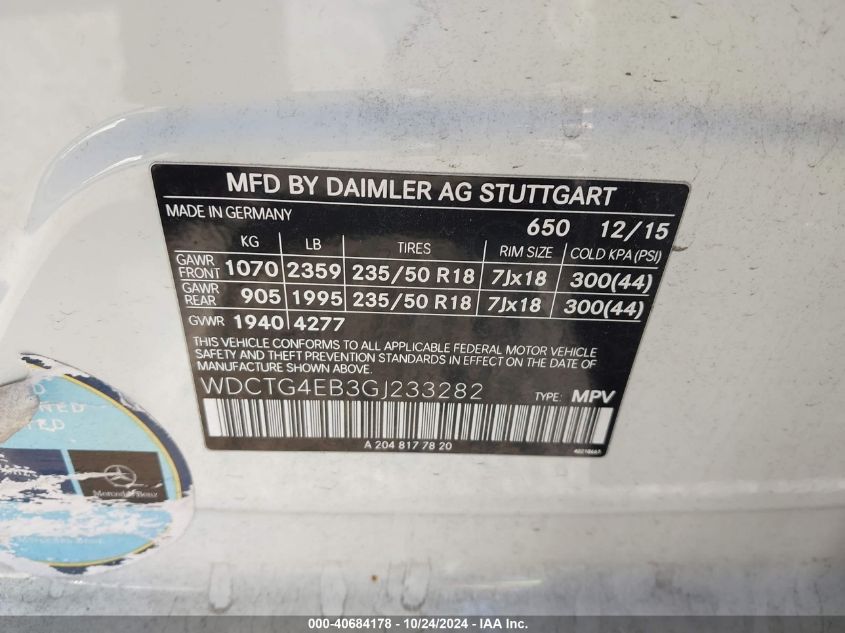 MFD BY DAIMLER AG STUTTGART
MADE IN GERMANY 650 12/15
KG LB TIRES RIM SIZE COLD KPA (PSI)
GAWR FRONT 1070 2359 235/50 R18 7Jx18 300(44)
GAWR REAR 905 1995 235/50 R18 7Jx18 300(44)
GVWR 1940 4277
THIS VEHICLE CONFORMS TO ALL APPLICABLE FEDERAL MOTOR VEHICLE
SAFETY AND THEFT PREVENTION STANDARDS IN EFFECT ON THE DATE OF
MANUFACTURE SHOWN ABOVE.
WDCTG4EB3GJ233282 TYPE: MPV
A 204 817 78 20
Mercedes-Benz
000-40684178 - 10/24/2024 - IAA Inc.